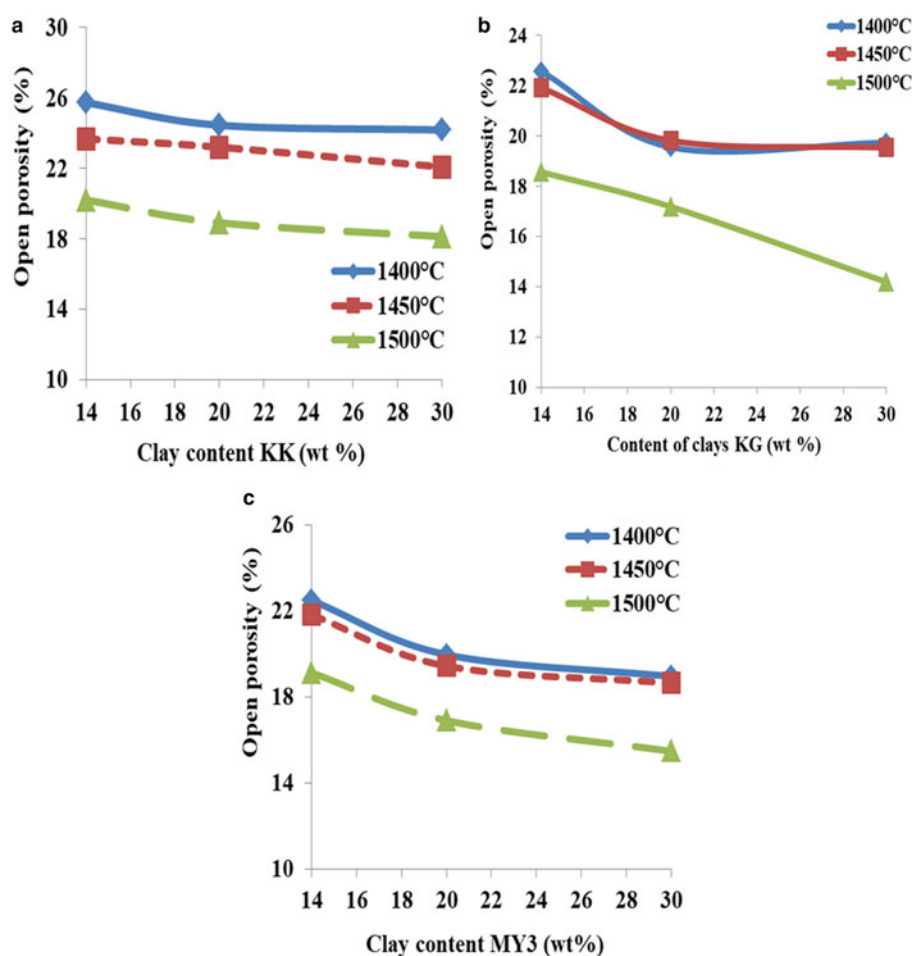 a
Open porosity (%)
30
26
22
18
14
10
1400°C
1450°C
1500°C
14 16 18 20 22 24 26 28 30
Clay content KK (wt %)
b
Open porosity (%)
24
22
20
18
16
14
12
10
1400°C
1450°C
1500°C
14 16 18 20 22 24 26 28 30
Content of clays KG (wt %)
c
Open porosity (%)
26
22
18
14
10
1400°C
1450°C
1500°C
14 16 18 20 22 24 26 28 30
Clay content MY3 (wt%)